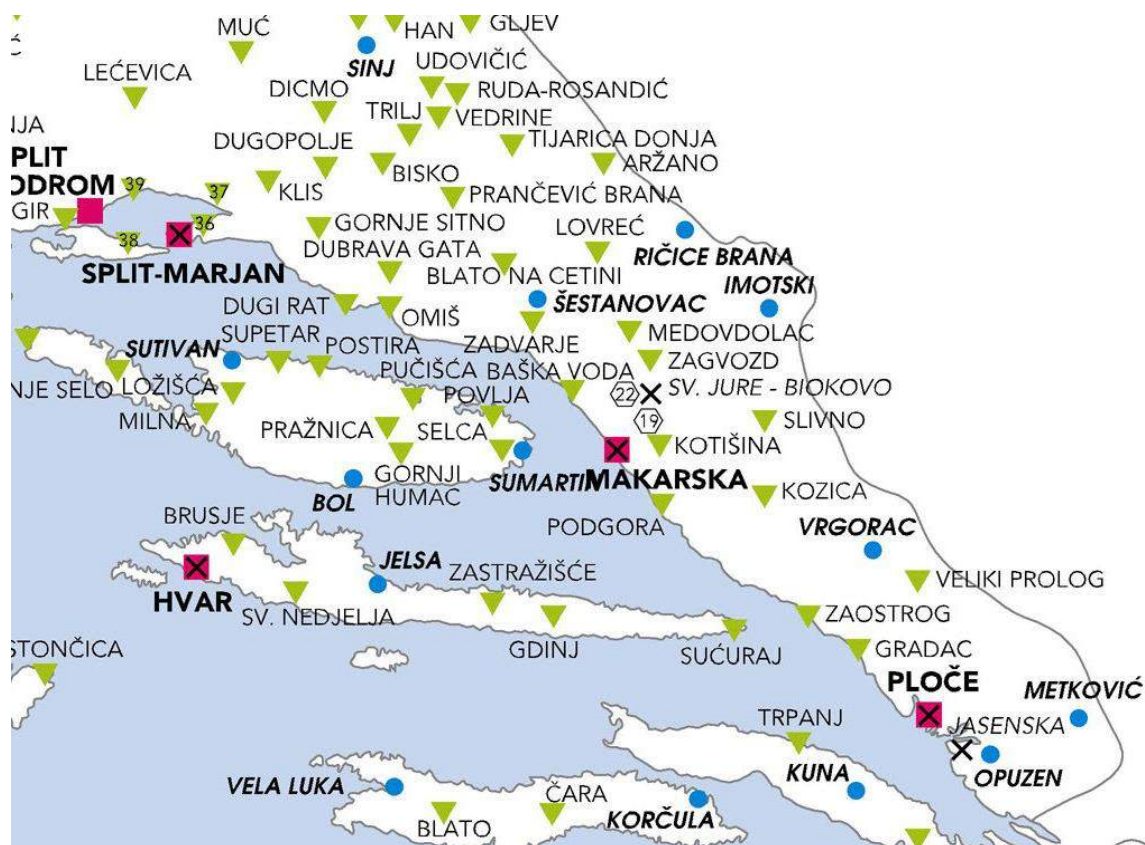 MUĆ
HAN
GLJEV
SINJ
UDOVIČIĆ
LEĆEVICA
DICMO
RUDA-ROSANDIĆ
TRILJ
VEDRINE
NJA
DUGOPOLJE
TIJARICA DONJA
PLIT
ODROM
39
37
KLIS
BISKO
ARŽANO
PRANČEVIĆ BRANA
GIR
36
38
GORNJE SITNO
LOVREĆ
DUBRAVA GATA
RIČICE BRANA
SPLIT-MARJAN
BLATO NA CETINI
IMOTSKI
DUGI RAT
OMIŠ
ŠESTANOVAC
SUPETAR
POSTIRA
ZADVARJE
MEDOVDOLAC
SUTIVAN
PUČIŠĆA
BAŠKA VODA
ZAGVOZD
NJE SELO
LOŽIŠĆA
POVLJA
22
SV. JURE - BIOKOVO
MILNA
19
SLIVNO
PRAŽNICA
SELCA
KOTIŠINA
GORNJI
HUMAC
SUMARTIN
MAKARSKA
BOL
KOZICA
BRUSJE
PODGORA
VRGORAC
JELSA
ZASTRAŽIŠĆE
VELIKI PROLOG
HVAR
SV. NEDJELJA
ZAOSTROG
GDINJ
SUĆURAJ
GRADAC
STONČICA
PLOČE
METKOVIĆ
TRPANJ
JASENSKA
KUNA
OPUZEN
VELA LUKA
ČARA
BLATO
KORČULA